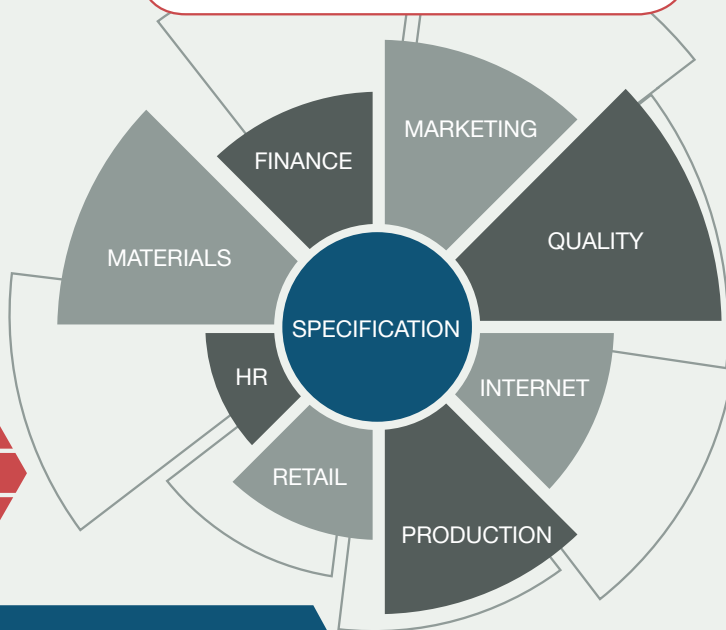 MARKETING
FINANCE
QUALITY
MATERIALS
SPECIFICATION
HR
INTERNET
RETAIL
PRODUCTION